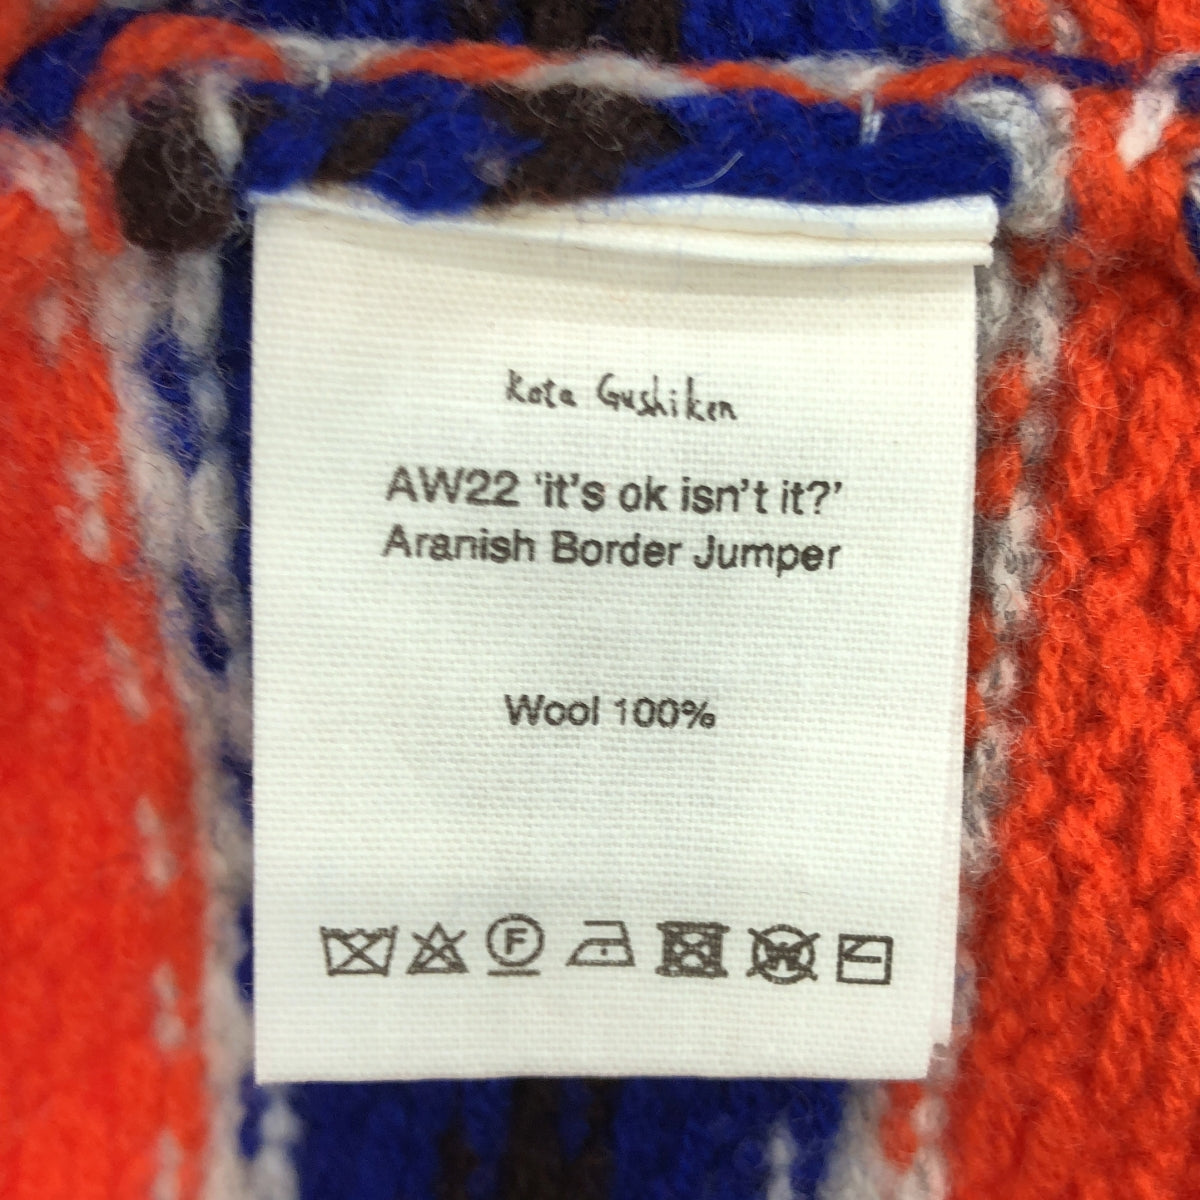 Kota Gushiken
AW22 ‘it’s ok isn’t it?’
Aranish Border Jumper
Wool 100%
F W